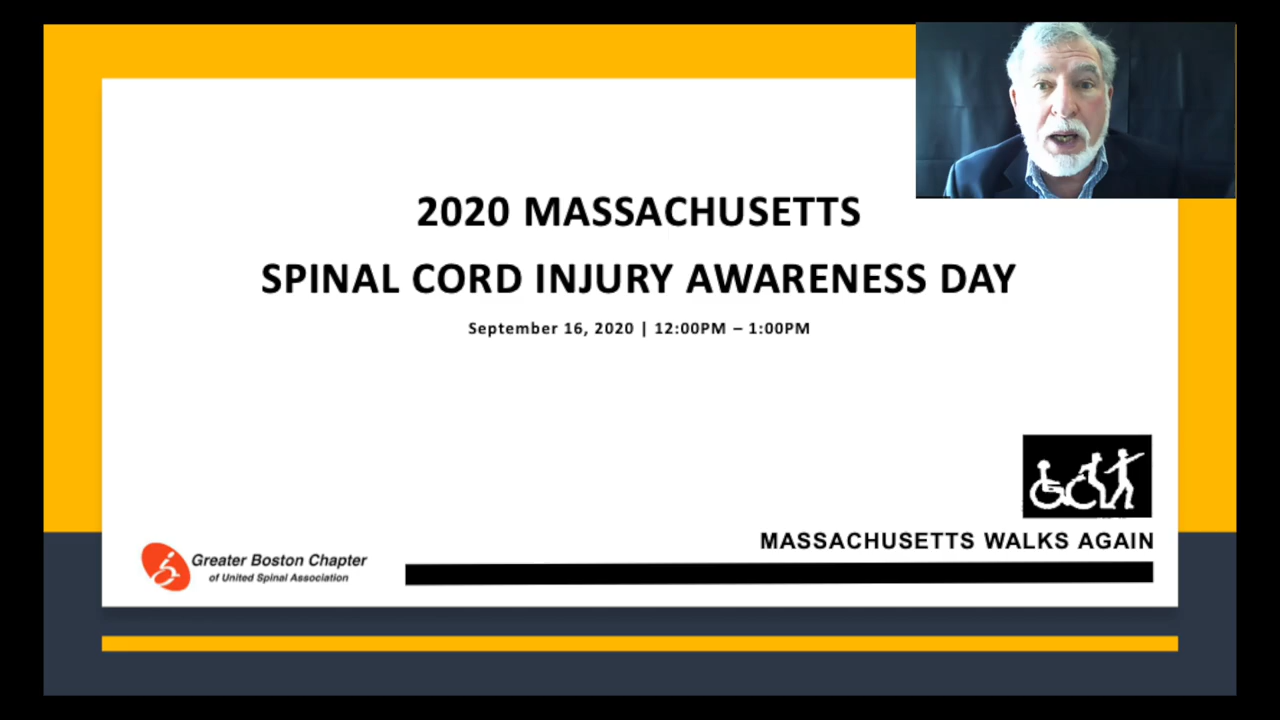 2020 MASSACHUSETTS
SPINAL CORD INJURY AWARENESS DAY
September 16, 2020 | 12:00PM – 1:00PM
MASSACHUSETTS WALKS AGAIN
Greater Boston Chapter
of United Spinal Association